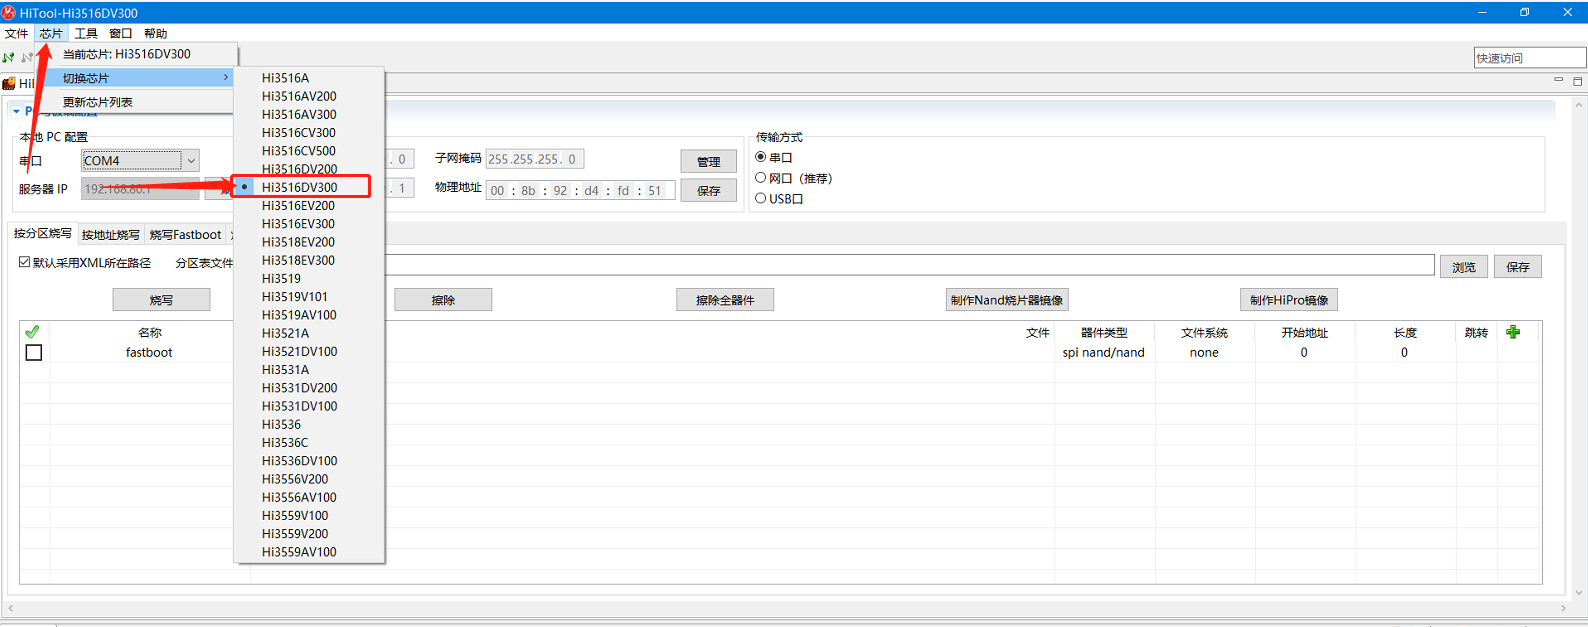 HiTool-Hi3516DV300
文件 芯片 工具 窗口 帮助
当前芯片: Hi3516DV300
快速访问
切换芯片
更新芯片列表
Hi3516A
Hi3516AV200
Hi3516AV300
Hi3516CV300
Hi3516CV500
Hi3516DV200
Hi3516DV300
Hi3516EV200
Hi3516EV300
Hi3518EV200
Hi3518EV300
Hi3519
Hi3519V101
Hi3519AV100
Hi3521A
Hi3521DV100
Hi3531A
Hi3531DV200
Hi3531DV100
Hi3536
Hi3536C
Hi3536DV100
Hi3556V200
Hi3556AV100
Hi3559V100
Hi3559V200
Hi3559AV100
本地 PC 配置
串口 COM4
. 0 子网掩码 255.255.255. 0 管理
服务器 IP 192.168.80.1
. 1 物理地址 00 : 8b : 92 : d4 : fd : 51 保存
传输方式
串口
网口（推荐）
USB口
按分区烧写 按地址烧写 烧写Fastboot
默认采用XML所在路径 分区表文件 浏览 保存
烧写 擦除 擦除全器件 制作Nand烧片器镜像 制作HiPro镜像
名称 文件 器件类型 文件系统 开始地址 长度 跳转
fastboot spi nand/nand none 0 0